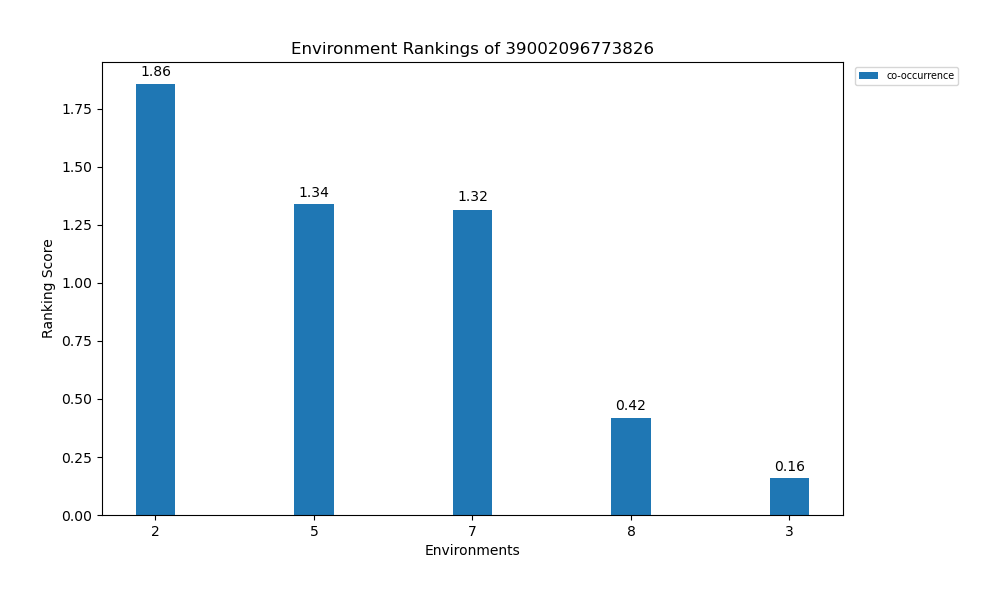 Environment Rankings of 39002096773826
co-occurrence
Ranking Score
1.75
1.50
1.25
1.00
0.75
0.50
0.25
0.00
1.86
1.34
1.32
0.42
0.16
2 5 7 8 3
Environments